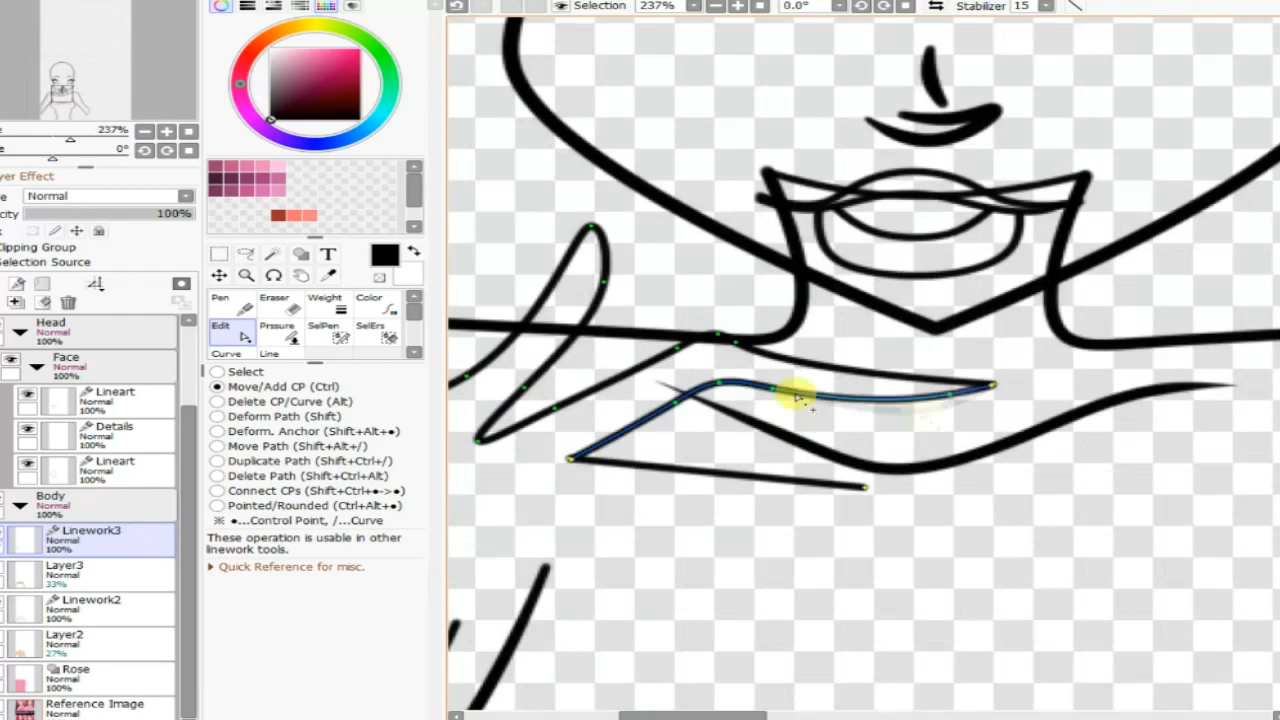 Selection 237% 0.0° Stabilizer 15
237%
0°
yer Effect
Normal
100%
Clipping Group
Selection Source
Head
Normal
100%
Face
Normal
100%
Lineart
Normal
100%
Details
Normal
100%
Lineart
Normal
100%
Body
Normal
100%
Linework3
Normal
100%
Layer3
Normal
33%
Linework2
Normal
100%
Layer2
Normal
27%
Rose
Normal
100%
Reference Image
Normal
T
Pen Eraser Weight Color
Edit Prssure SelPen SelErs
Curve Line
Select
Move/Add CP (Ctrl)
Delete CP/Curve (Alt)
Deform Path (Shift)
Deform. Anchor (Shift+Alt+●)
Move Path (Shift+Alt+/)
Duplicate Path (Shift+Ctrl+/)
Delete Path (Shift+Ctrl+Alt)
Connect CPs (Shift+Ctrl+●->●)
Pointed/Rounded (Ctrl+Alt+●)
※ ●...Control Point, /...Curve
These operation is usable in other
linework tools.
Quick Reference for misc.